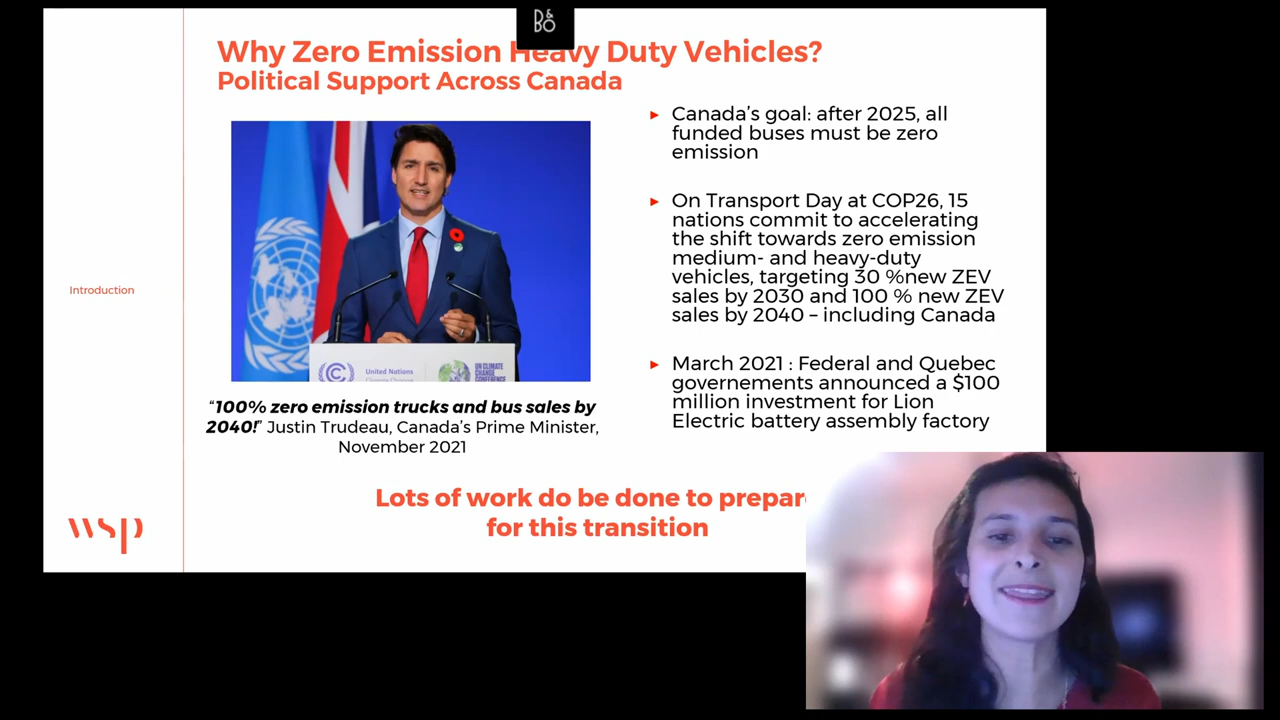 B&O
Why Zero Emission Heavy Duty Vehicles?
Political Support Across Canada
► Canada’s goal: after 2025, all
funded buses must be zero
emission
► On Transport Day at COP26, 15
nations commit to accelerating
the shift towards zero emission
medium- and heavy-duty
vehicles, targeting 30 %new ZEV
sales by 2030 and 100 % new ZEV
sales by 2040 – including Canada
► March 2021 : Federal and Quebec
governements announced a $100
million investment for Lion
Electric battery assembly factory
Introduction
United Nations
Climate Change
UN CLIMATE
CHANGE
CONFERENCE
“100% zero emission trucks and bus sales by
2040!” Justin Trudeau, Canada’s Prime Minister,
November 2021
Lots of work do be done to prepar
for this transition
wsp